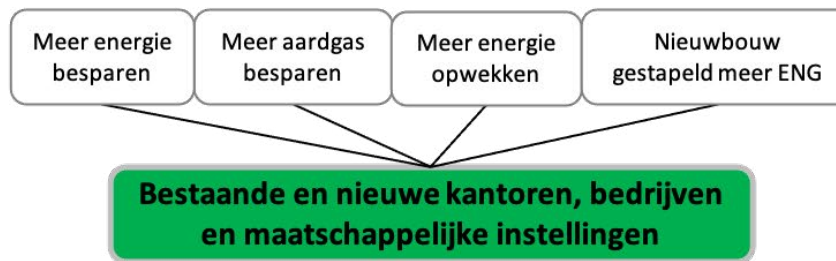 Meer energie
besparen
Meer aardgas
besparen
Meer energie
opwekken
Nieuwbouw
gestapeld meer ENG
Bestaande en nieuwe kantoren, bedrijven
en maatschappelijke instellingen